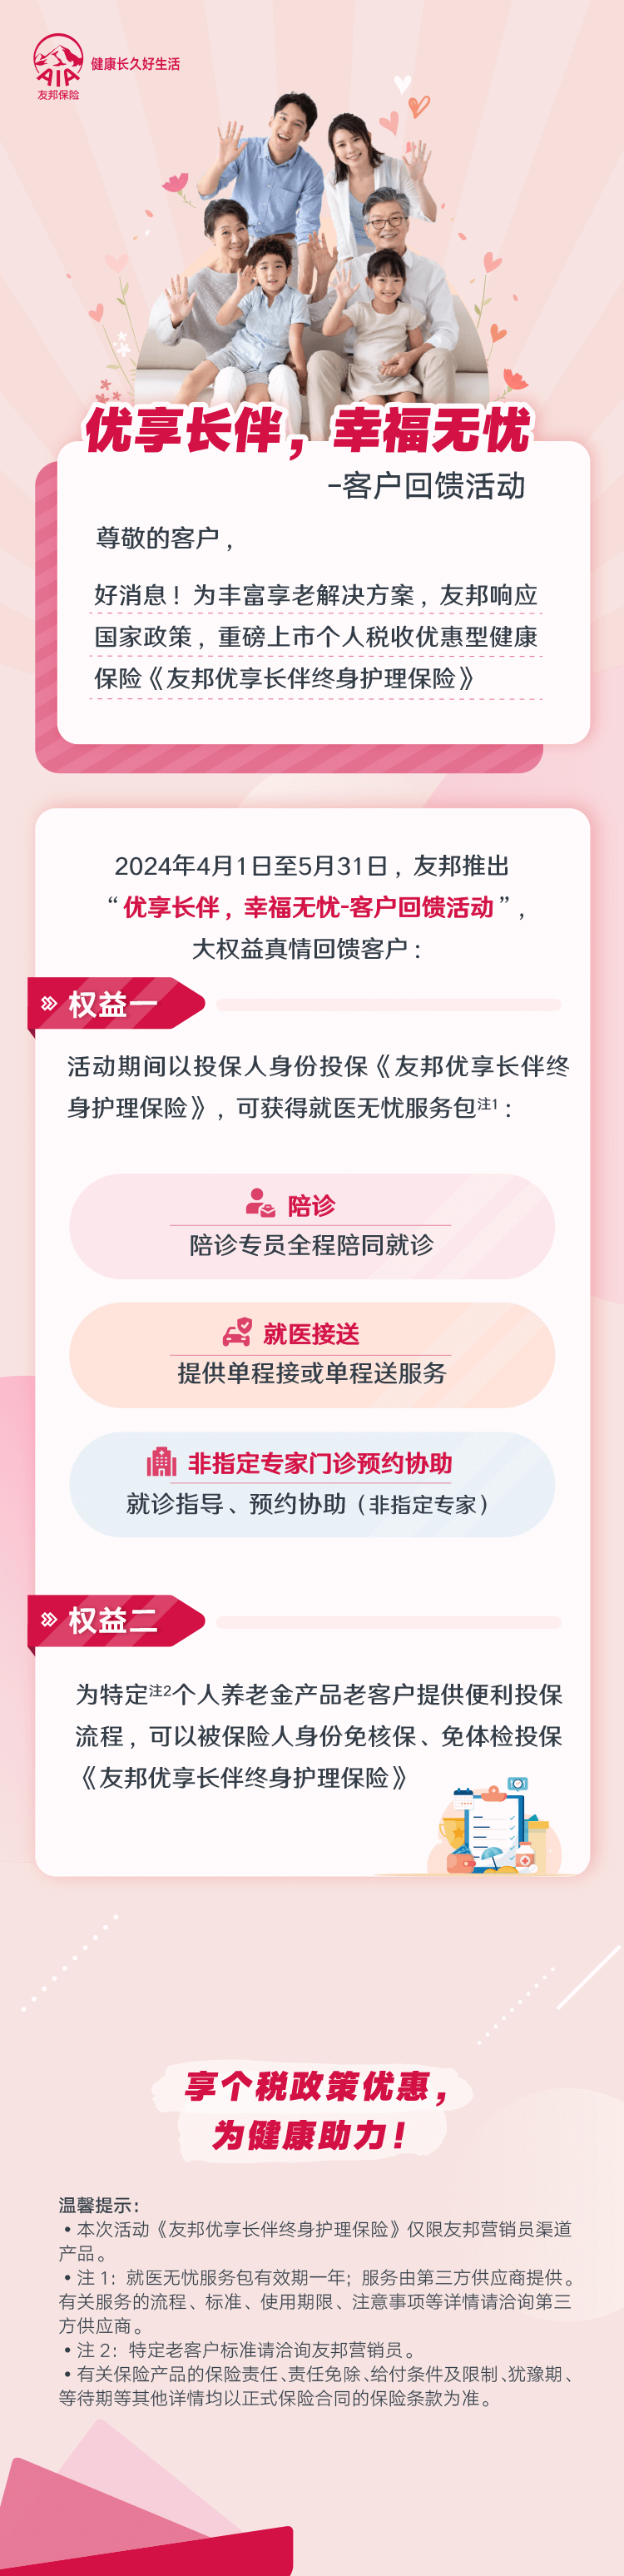 AIA
友邦保险
健康长久好生活
优享长伴，幸福无忧
-客户回馈活动
尊敬的客户，
好消息！为丰富享老解决方案，友邦响应
国家政策，重磅上市个人税收优惠型健康
保险《友邦优享长伴终身护理保险》
2024年4月1日至5月31日，友邦推出
“优享长伴，幸福无忧-客户回馈活动”，
大权益真情回馈客户：
权益一
活动期间以投保人身份投保《友邦优享长伴终
身护理保险》，可获得就医无忧服务包注1：
陪诊
陪诊专员全程陪同就诊
就医接送
提供单程接或单程送服务
非指定专家门诊预约协助
就诊指导、预约协助（非指定专家）
权益二
为特定注2个人养老金产品老客户提供便利投保
流程，可以被保险人身份免核保、免体检投保
《友邦优享长伴终身护理保险》
享个税政策优惠，
为健康助力！
温馨提示：
•本次活动《友邦优享长伴终身护理保险》仅限友邦营销员渠道
产品。
•注1：就医无忧服务包有效期一年；服务由第三方供应商提供。
有关服务的流程、标准、使用期限、注意事项等详情请洽询第三
方供应商。
•注2：特定老客户标准请洽询友邦营销员。
•有关保险产品的保险责任、责任免除、给付条件及限制、犹豫期、
等待期等其他详情均以正式保险合同的保险条款为准。